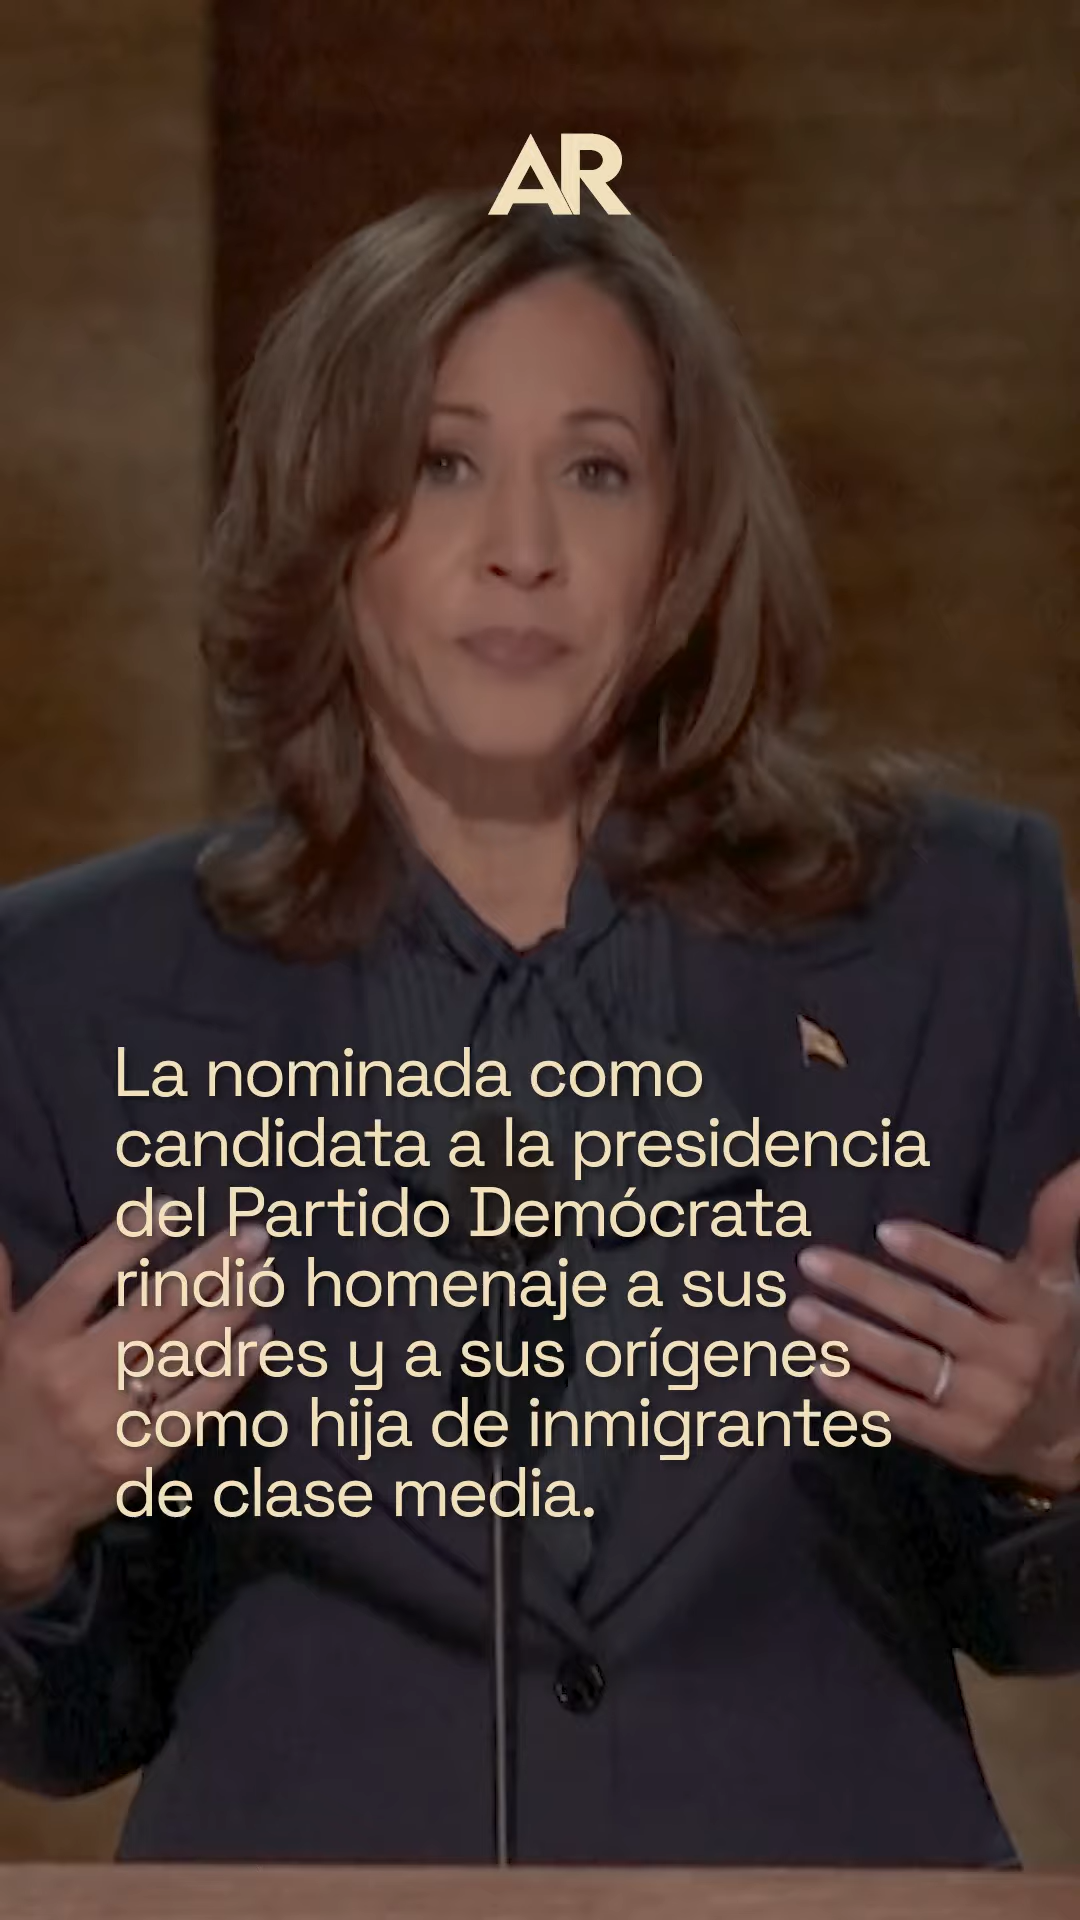 AR
La nominada como
candidata a la presidencia
del Partido Demócrata
rindió homenaje a sus
padres y a sus orígenes
como hija de inmigrantes
de clase media.